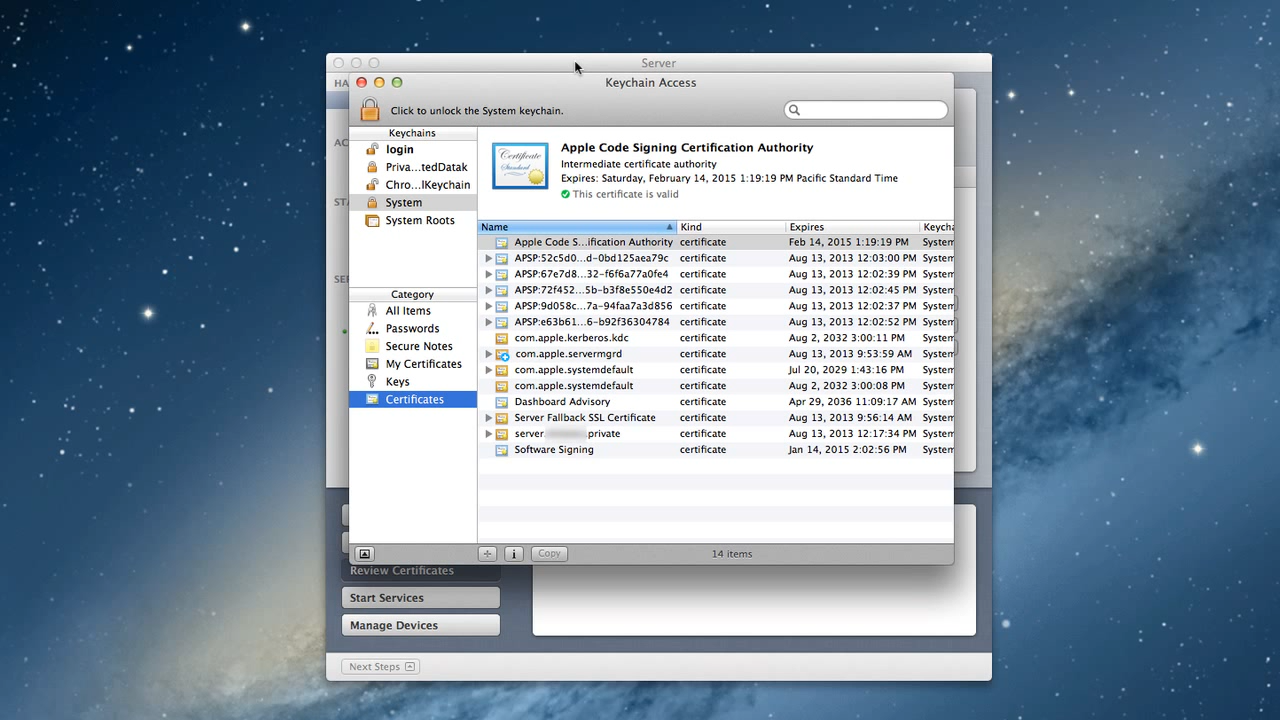 Server
Keychain Access
HA
Click to unlock the System keychain.
Keychains
login
Priva...tedDatak
Chro...lKeychain
System
System Roots
AC
STA
SER
Certificate
Standard
Apple Code Signing Certification Authority
Intermediate certificate authority
Expires: Saturday, February 14, 2015 1:19:19 PM Pacific Standard Time
This certificate is valid
Name Kind Expires Keycha
Apple Code S...ification Authority certificate Feb 14, 2015 1:19:19 PM System
APSP:52c5d0...d-0bd125aea79c certificate Aug 13, 2013 12:03:00 PM System
APSP:67e7d8...32-f6f6a77a0fe4 certificate Aug 13, 2013 12:02:39 PM System
APSP:72f452...5b-b3f8e550e4d2 certificate Aug 13, 2013 12:02:45 PM System
APSP:9d058c...7a-94faa7a3d856 certificate Aug 13, 2013 12:02:37 PM System
APSP:e63b61...6-b92f36304784 certificate Aug 13, 2013 12:02:52 PM System
com.apple.kerberos.kdc certificate Aug 2, 2032 3:00:11 PM System
com.apple.servermgrd certificate Aug 13, 2013 9:53:59 AM System
com.apple.systemdefault certificate Jul 20, 2029 1:43:16 PM System
com.apple.systemdefault certificate Aug 2, 2032 3:00:08 PM System
Dashboard Advisory certificate Apr 29, 2036 11:09:17 AM System
Server Fallback SSL Certificate certificate Aug 13, 2013 9:56:14 AM System
server. private certificate Aug 13, 2013 12:17:34 PM System
Software Signing certificate Jan 14, 2015 2:02:56 PM System
Category
All Items
Passwords
Secure Notes
My Certificates
Keys
Certificates
Copy
14 items
Review Certificates
Start Services
Manage Devices
Next Steps